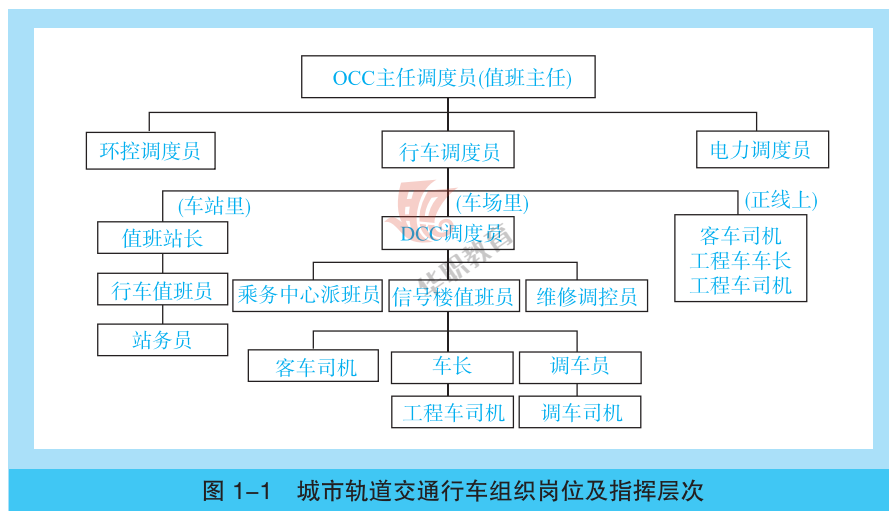 OCC主任调度员(值班主任)
环控调度员
行车调度员
电力调度员
(车站里)
(车场里)
(正线上)
值班站长
DCC调度员
客车司机
工程车车长
工程车司机
行车值班员
乘务中心派班员
信号楼值班员
维修调控员
站务员
客车司机
车长
调车员
工程车司机
调车司机
华职教育
图 1-1 城市轨道交通行车组织岗位及指挥层次